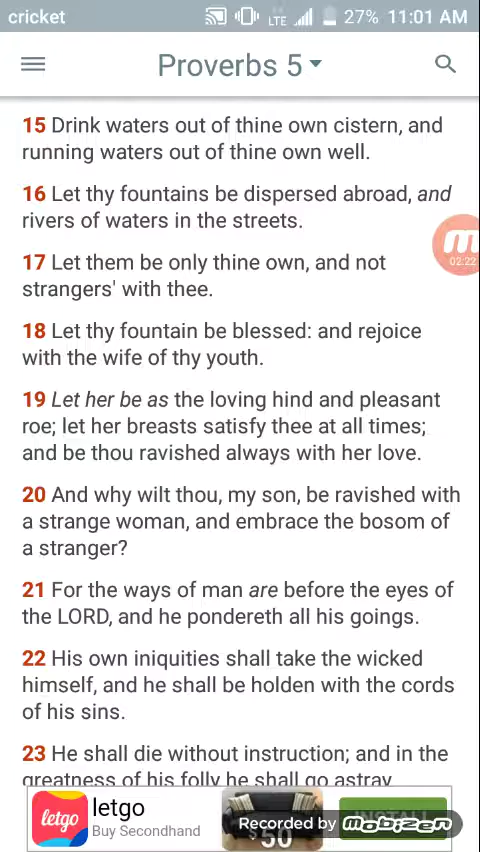 cricket LTE 27% 11:01 AM
Proverbs 5
15 Drink waters out of thine own cistern, and
running waters out of thine own well.
16 Let thy fountains be dispersed abroad, and
rivers of waters in the streets.
17 Let them be only thine own, and not
strangers' with thee.
02:22
18 Let thy fountain be blessed: and rejoice
with the wife of thy youth.
19 Let her be as the loving hind and pleasant
roe; let her breasts satisfy thee at all times;
and be thou ravished always with her love.
20 And why wilt thou, my son, be ravished with
a strange woman, and embrace the bosom of
a stranger?
21 For the ways of man are before the eyes of
the LORD, and he pondereth all his goings.
22 His own iniquities shall take the wicked
himself, and he shall be holden with the cords
of his sins.
23 He shall die without instruction; and in the
greatness of his folly he shall go astray
letgo
letgo
Buy Secondhand
$50
Recorded by mobizen